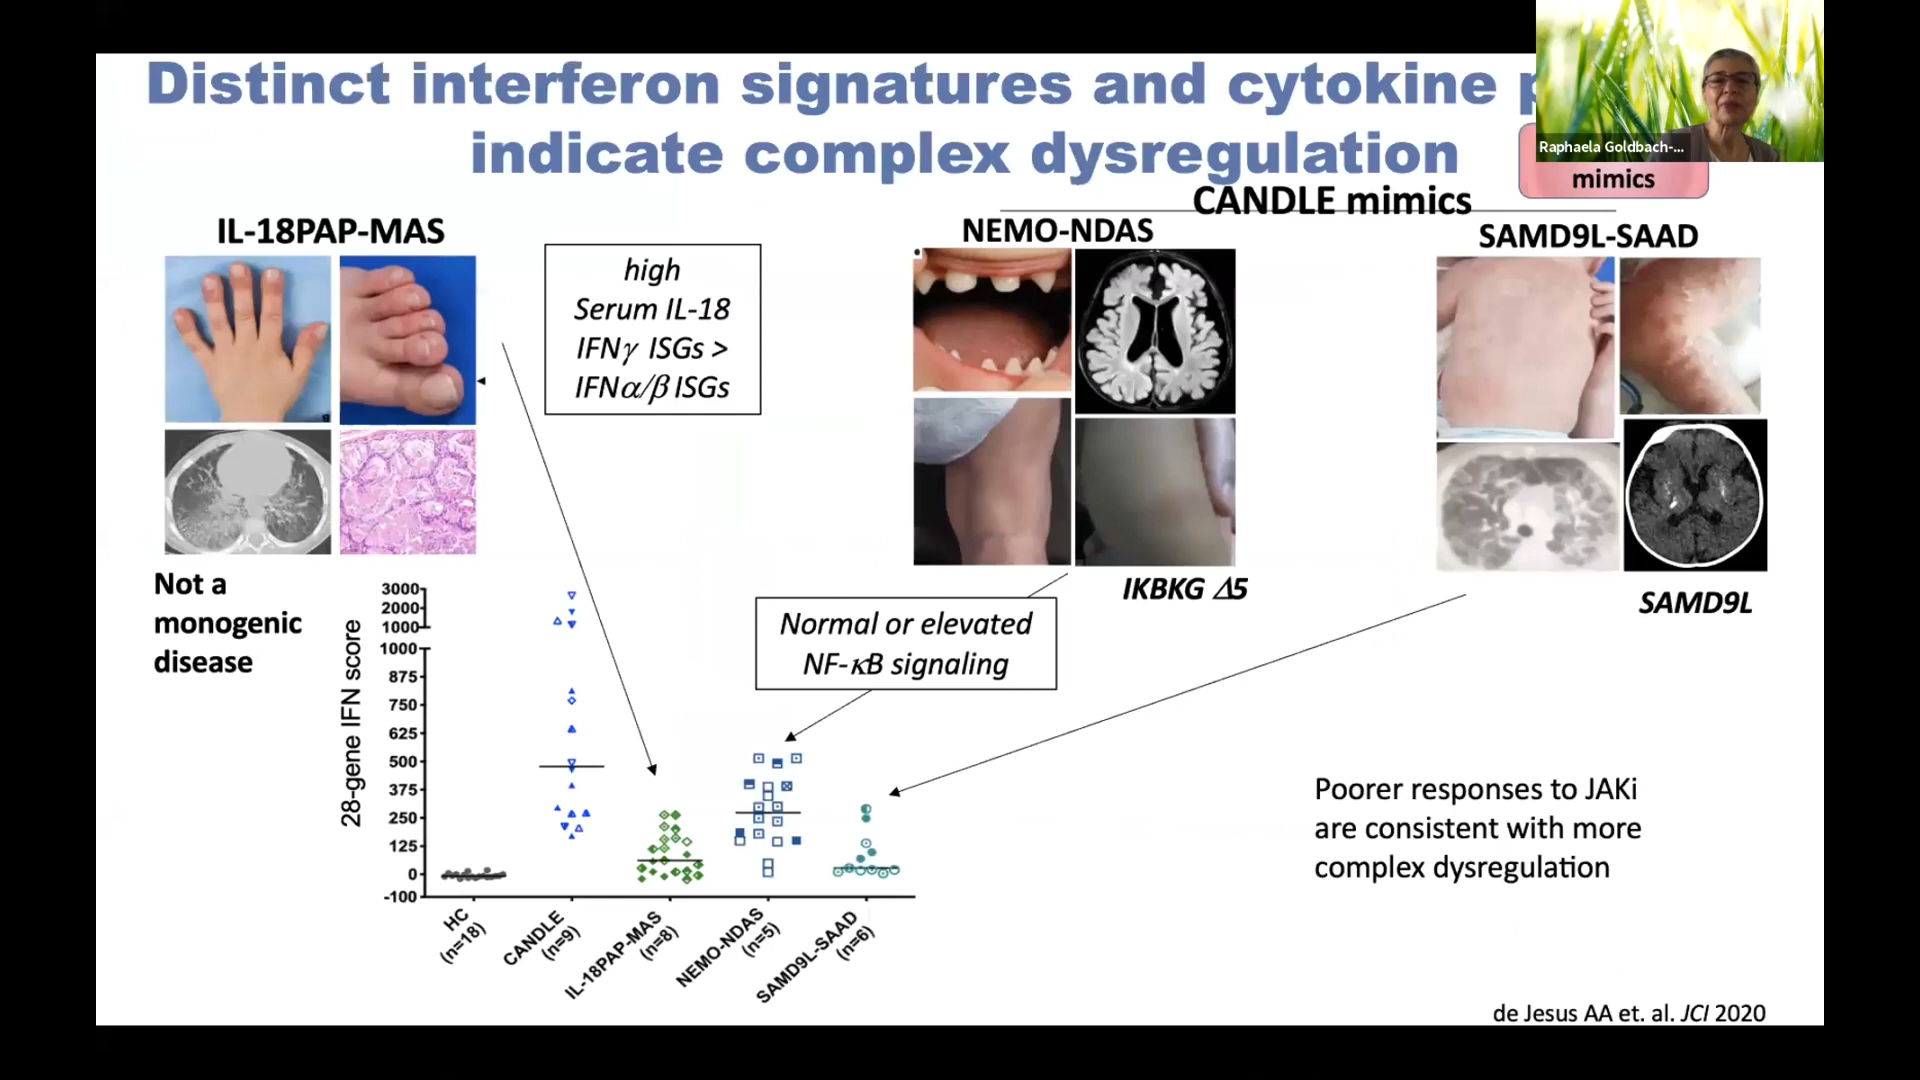 Distinct interferon signatures and cytokine
indicate complex dysregulation
Raphaela Goldbach-...
mimics
CANDLE mimics
IL-18PAP-MAS
NEMO-NDAS
SAMD9L-SAAD
high
Serum IL-18
IFNγ ISGs >
IFNα/β ISGs
Not a
monogenic
disease
IKBKG Δ5
SAMD9L
Normal or elevated
NF-κB signaling
28-gene IFN score
3000
2000
1000
1000
875
750
625
500
375
250
125
0
-100
HC
(n=18)
CANDLE
(n=9)
IL-18PAP-MAS
(n=8)
NEMO-NDAS
(n=5)
SAMD9L-SAAD
(n=6)
Poorer responses to JAKi
are consistent with more
complex dysregulation
de Jesus AA et. al. JCI 2020